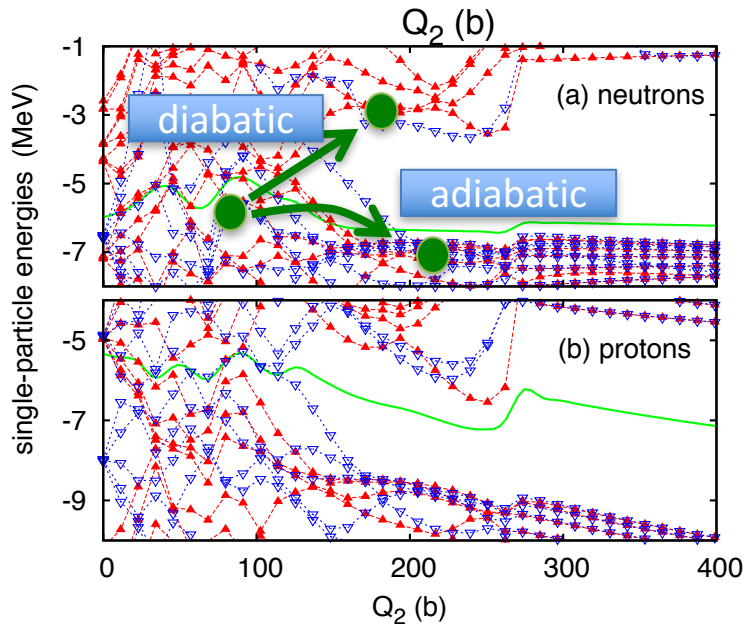 Q₂ (b)
single-particle energies (MeV)
-1
-3
-5
-7
(a) neutrons
diabatic
adiabatic
-5
-7
-9
(b) protons
0
100
200
300
400
Q₂ (b)